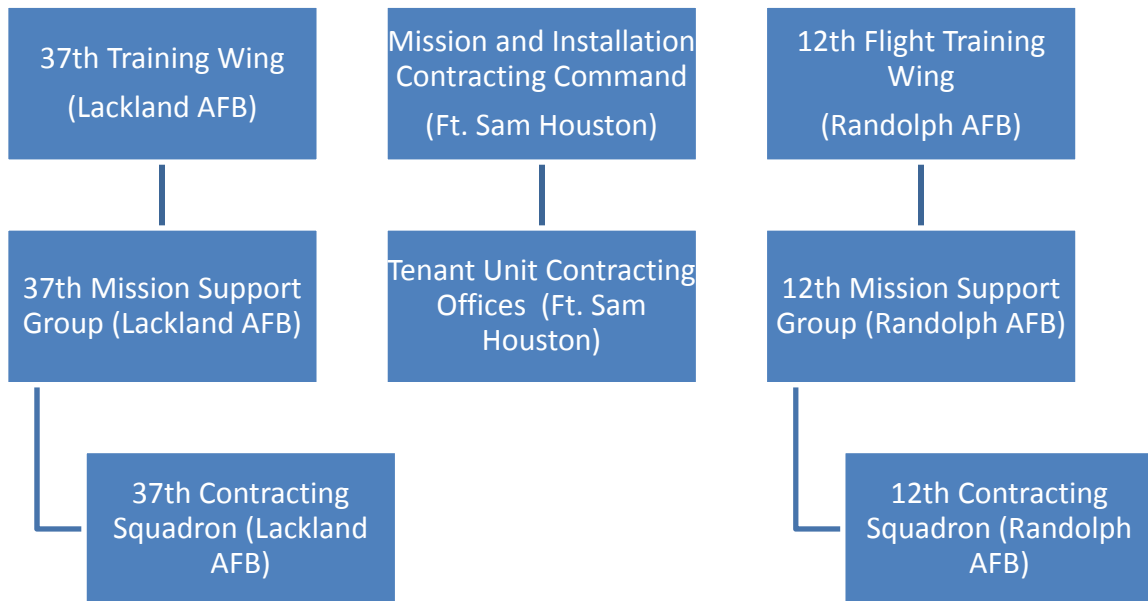 37th Training Wing
(Lackland AFB)
Mission and Installation
Contracting Command
(Ft. Sam Houston)
12th Flight Training
Wing
(Randolph AFB)
37th Mission Support
Group (Lackland AFB)
Tenant Unit Contracting
Offices (Ft. Sam
Houston)
12th Mission Support
Group (Randolph AFB)
37th Contracting
Squadron (Lackland
AFB)
12th Contracting
Squadron (Randolph
AFB)